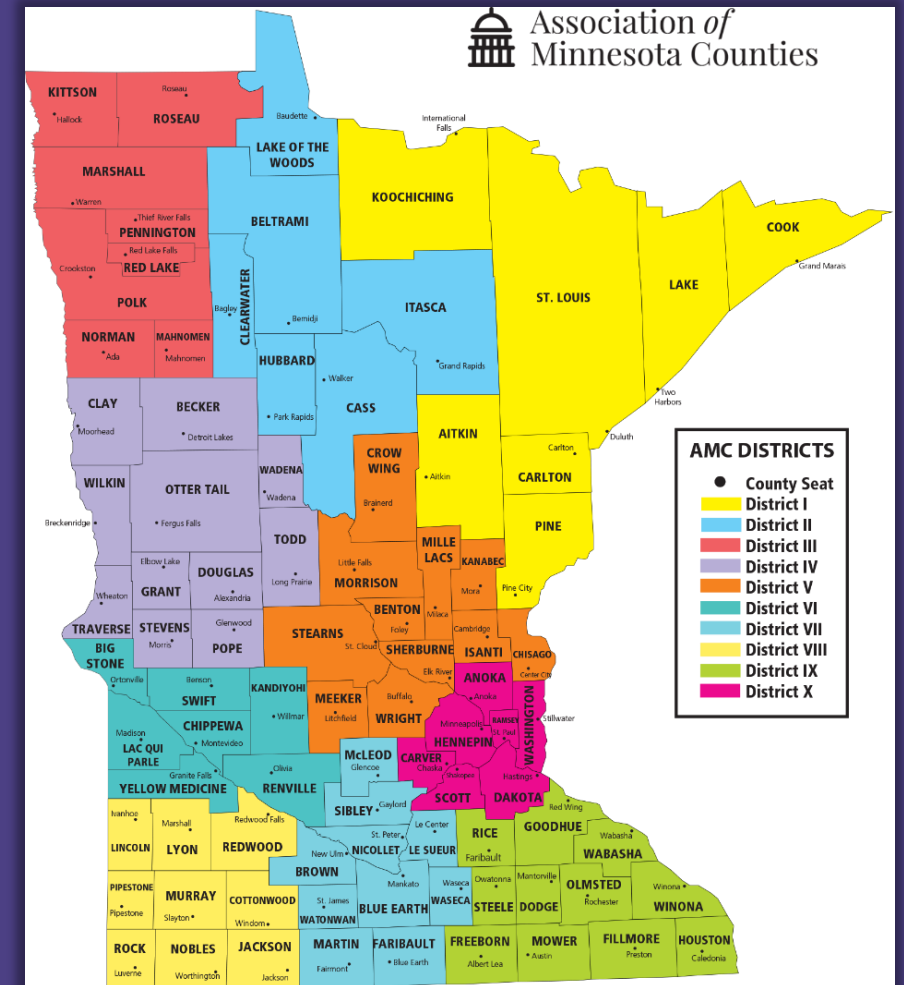 Association of
Minnesota Counties
KITTSON
Hallock
Roseau
ROSEAU
Baudette
LAKE OF THE
WOODS
International
Falls
KOOCHICHING
MARSHALL
Warren
Thief River Falls
PENNINGTON
Red Lake Falls
RED LAKE
Crookston
POLK
BELTRAMI
Bemidji
CLEARWATER
Bagley
ITASCA
Grand Rapids
ST. LOUIS
LAKE
COOK
Grand Marais
Two
Harbors
Duluth
NORMAN
Ada
MAHNOMEN
Mahnomen
HUBBARD
Park Rapids
Walker
CASS
CLAY
Moorhead
BECKER
Detroit Lakes
AITKIN
Aitkin
Carlton
CARLTON
CROW
WING
Brainerd
WADENA
Wadena
WILKIN
Breckenridge
OTTER TAIL
Fergus Falls
PINE
Pine City
TODD
Long Prairie
MILLE
LACS
Milaca
KANABEC
Mora
Little Falls
MORRISON
Elbow Lake
GRANT
DOUGLAS
Alexandria
Wheaton
TRAVERSE
STEVENS
Morris
Glenwood
POPE
STEARNS
St. Cloud
BENTON
Foley
SHERBURNE
Elk River
Cambridge
ISANTI
CHISAGO
Center City
BIG
STONE
Ortonville
Benson
SWIFT
KANDIYOHI
Willmar
MEEKER
Litchfield
Buffalo
WRIGHT
ANOKA
Anoka
WASHINGTON
Stillwater
RAMSEY
St. Paul
Minneapolis
HENNEPIN
CHIPPEWA
Montevideo
Madison
LAC QUI
PARLE
Granite Falls
YELLOW MEDICINE
Olivia
RENVILLE
McLEOD
Glencoe
CARVER
Chaska
Shakopee
SCOTT
Hastings
DAKOTA
SIBLEY
Gaylord
Ivanhoe
LINCOLN
Marshall
LYON
Redwood Falls
REDWOOD
New Ulm
BROWN
St. Peter
NICOLLET
Le Center
LE SUEUR
RICE
Faribault
Red Wing
GOODHUE
Wabasha
WABASHA
PIPESTONE
Pipestone
MURRAY
Slayton
COTTONWOOD
Windom
St. James
WATONWAN
Mankato
BLUE EARTH
Waseca
WASECA
Owatonna
STEELE
Mantorville
DODGE
OLMSTED
Rochester
Winona
WINONA
ROCK
Luverne
NOBLES
Worthington
JACKSON
Jackson
MARTIN
Fairmont
FARIBAULT
Blue Earth
FREEBORN
Albert Lea
MOWER
Austin
FILLMORE
Preston
HOUSTON
Caledonia
AMC DISTRICTS
County Seat
District I
District II
District III
District IV
District V
District VI
District VII
District VIII
District IX
District X